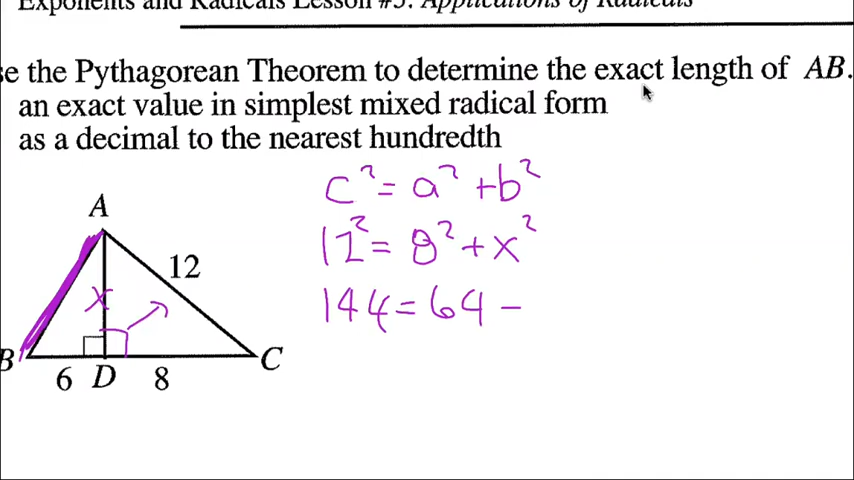 Exponents and Radicals Lesson #5: Applications of Radicals
se the Pythagorean Theorem to determine the exact length of AB.
an exact value in simplest mixed radical form
as a decimal to the nearest hundredth
c² = a² + b²
12² = 8² + x²
144 = 64 -
A
12
x
B
6
D
8
C